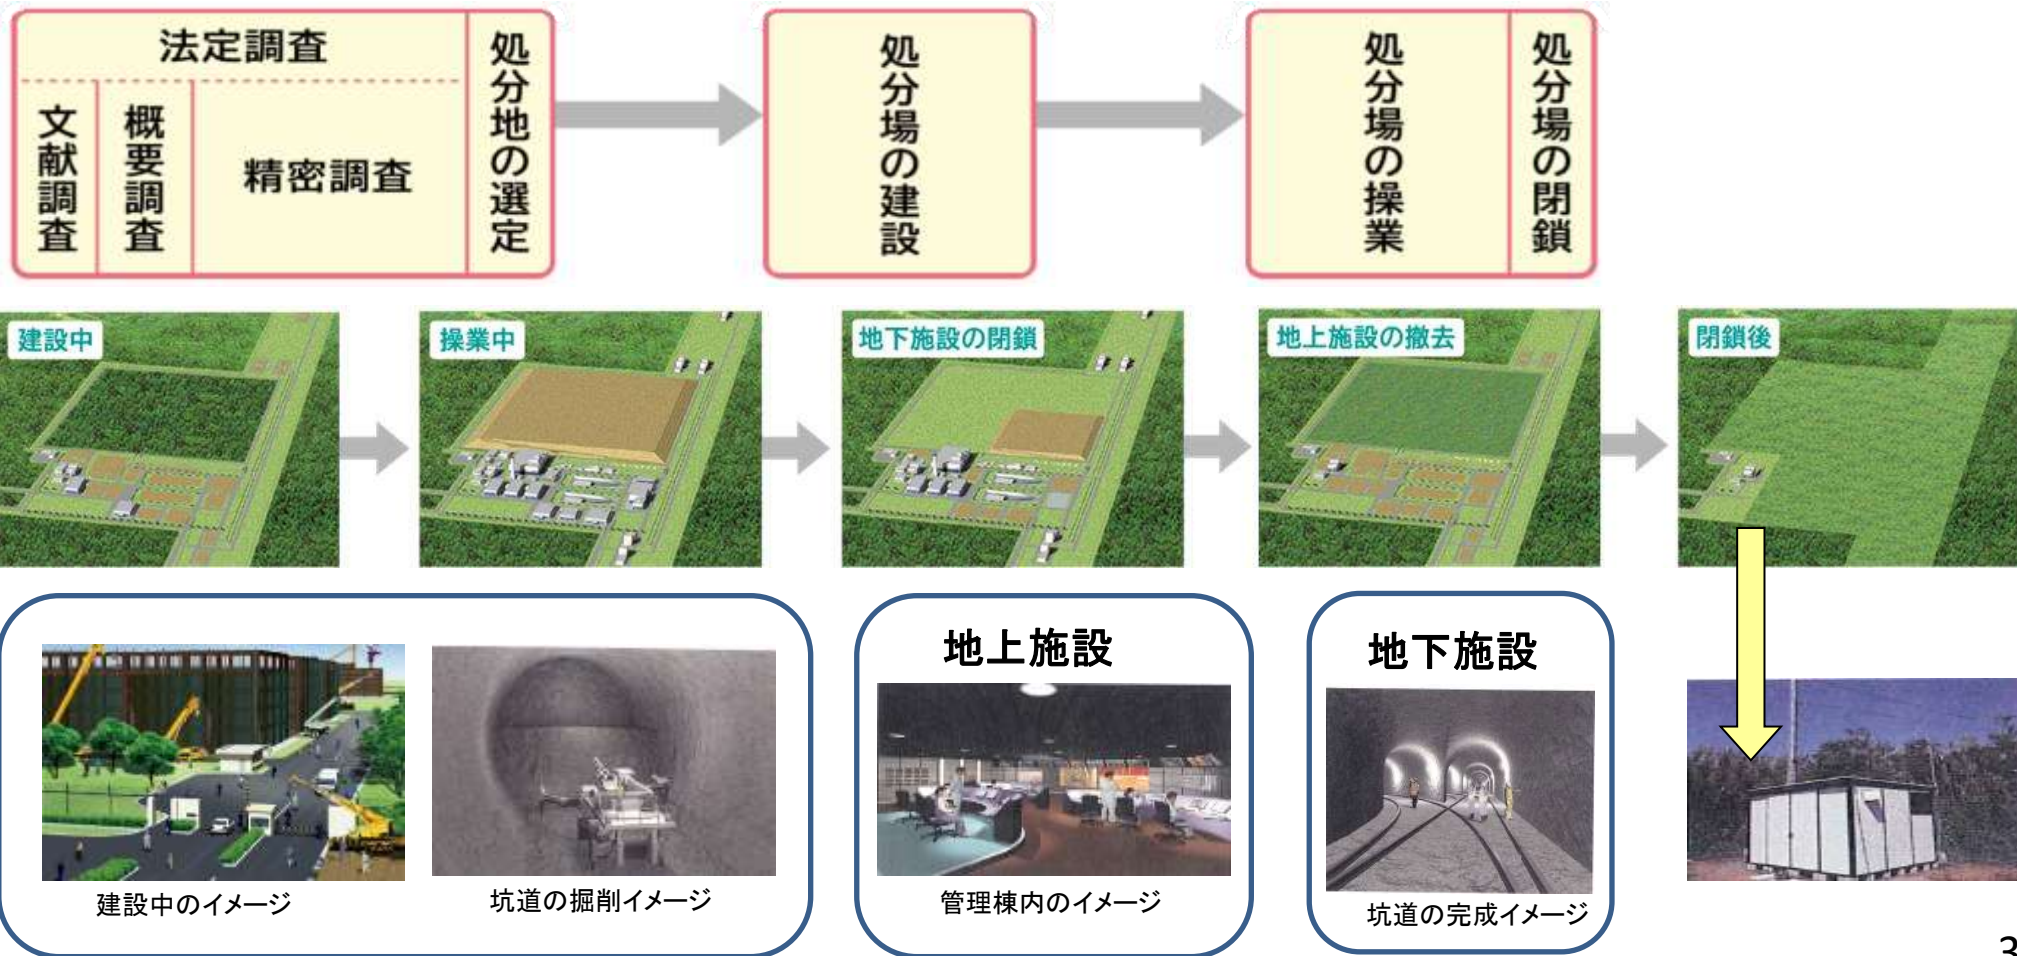 法定調査
文献調査
概要調査
精密調査
処分地の選定
処分場の建設
処分場の操業
処分場の閉鎖
建設中
操業中
地下施設の閉鎖
地上施設の撤去
閉鎖後
建設中のイメージ
坑道の掘削イメージ
地上施設
管理棟内のイメージ
地下施設
坑道の完成イメージ
3